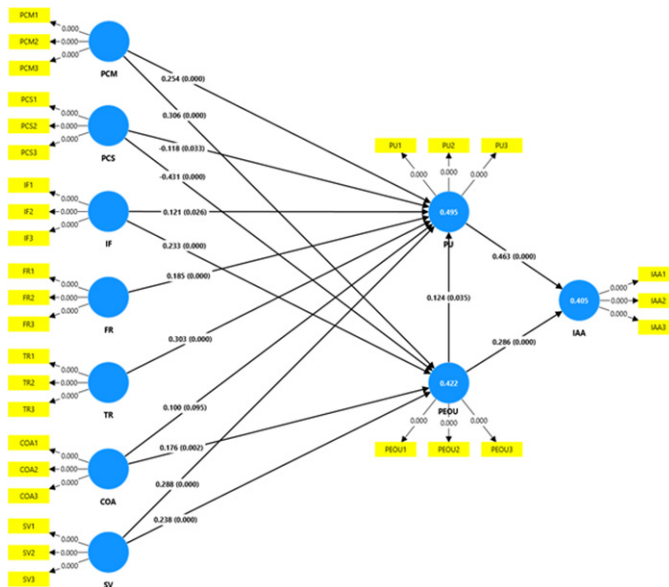 PCM1
0.000
PCM2
0.000
PCM3
0.000
PCM
PCS1
0.000
PCS2
0.000
PCS3
0.000
PCS
IF1
0.000
IF2
0.000
IF3
0.000
IF
FR1
0.000
FR2
0.000
FR3
0.000
FR
TR1
0.000
TR2
0.000
TR3
0.000
TR
COA1
0.000
COA2
0.000
COA3
0.000
COA
SV1
0.000
SV2
0.000
SV3
0.000
SV
0.254 (0.000)
0.306 (0.000)
-0.118 (0.033)
-0.431 (0.000)
0.121 (0.026)
0.233 (0.000)
0.185 (0.000)
0.303 (0.000)
0.100 (0.095)
0.176 (0.002)
0.288 (0.000)
0.238 (0.000)
PU1 PU2 PU3
0.000 0.000 0.000
0.495
PU
0.463 (0.000)
0.124 (0.035)
0.286 (0.000)
0.422
PEOU
0.000 0.000 0.000
PEOU1 PEOU2 PEOU3
0.405
IAA
0.000 IAA1
0.000 IAA2
0.000 IAA3